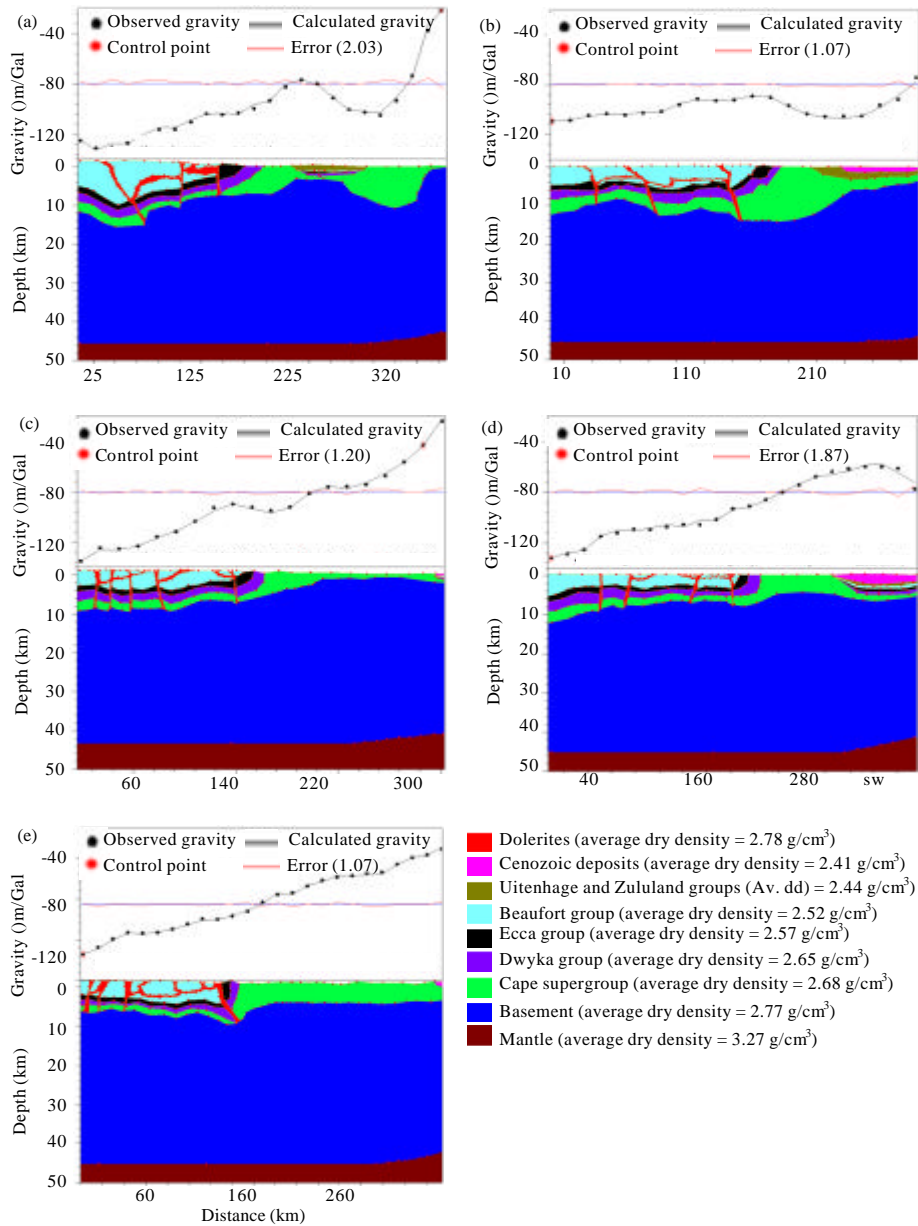 (a)
Observed gravity
Calculated gravity
Control point
Error (2.03)
Gravity ()m/Gal
-80
-120
0
10
20
30
40
50
Depth (km)
25
125
225
320
(b)
Observed gravity
Calculated gravity
Control point
Error (1.07)
Gravity ()m/Gal
-40
-80
-120
0
10
20
30
40
50
Depth (km)
10
110
210
(c)
Observed gravity
Calculated gravity
Control point
Error (1.20)
Gravity ()m/Gal
-40
-80
-120
0
10
20
30
40
50
Depth (km)
60
140
220
300
(d)
Observed gravity
Calculated gravity
Control point
Error (1.87)
Gravity ()m/Gal
-40
-80
-120
0
10
20
30
40
50
Depth (km)
40
160
280
sw
(e)
Observed gravity
Calculated gravity
Control point
Error (1.07)
Gravity ()m/Gal
-40
-80
-120
0
10
20
30
40
50
Depth (km)
60
160
260
Distance (km)
Dolerites (average dry density = 2.78 g/cm³)
Cenozoic deposits (average dry density = 2.41 g/cm³)
Uitenhage and Zululand groups (Av. dd) = 2.44 g/cm³)
Beaufort group (average dry density = 2.52 g/cm³)
Ecca group (average dry density = 2.57 g/cm³)
Dwyka group (average dry density = 2.65 g/cm³)
Cape supergroup (average dry density = 2.68 g/cm³)
Basement (average dry density = 2.77 g/cm³)
Mantle (average dry density = 3.27 g/cm³)